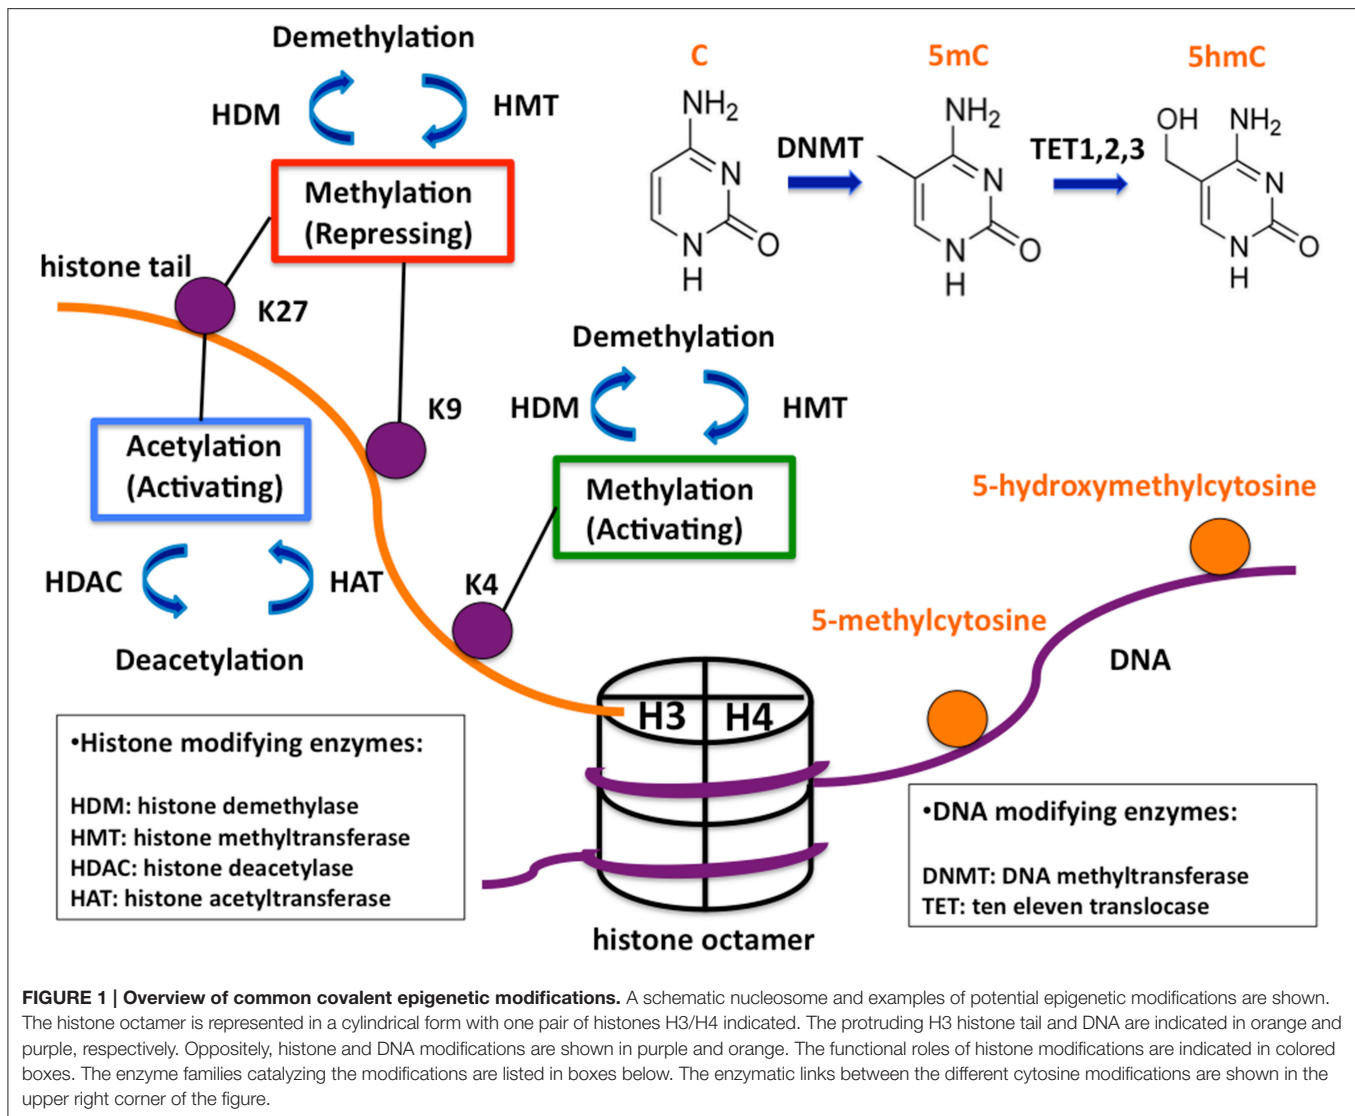 Demethylation
HDM
HMT
Methylation
(Repressing)
histone tail
K27
K9
Acetylation
(Activating)
HDAC
HAT
Deacetylation
Demethylation
HDM
HMT
Methylation
(Activating)
K4
C
5mC
5hmC
NH2
N
O
N
H
DNMT
NH2
N
O
N
H
TET1,2,3
OH
NH2
N
O
N
H
5-hydroxymethylcytosine
5-methylcytosine
DNA
H3
H4
histone octamer
•Histone modifying enzymes:
HDM: histone demethylase
HMT: histone methyltransferase
HDAC: histone deacetylase
HAT: histone acetyltransferase
•DNA modifying enzymes:
DNMT: DNA methyltransferase
TET: ten eleven translocase
FIGURE 1 | Overview of common covalent epigenetic modifications. A schematic nucleosome and examples of potential epigenetic modifications are shown.
The histone octamer is represented in a cylindrical form with one pair of histones H3/H4 indicated. The protruding H3 histone tail and DNA are indicated in orange and
purple, respectively. Oppositely, histone and DNA modifications are shown in purple and orange. The functional roles of histone modifications are indicated in colored
boxes. The enzyme families catalyzing the modifications are listed in boxes below. The enzymatic links between the different cytosine modifications are shown in the
upper right corner of the figure.